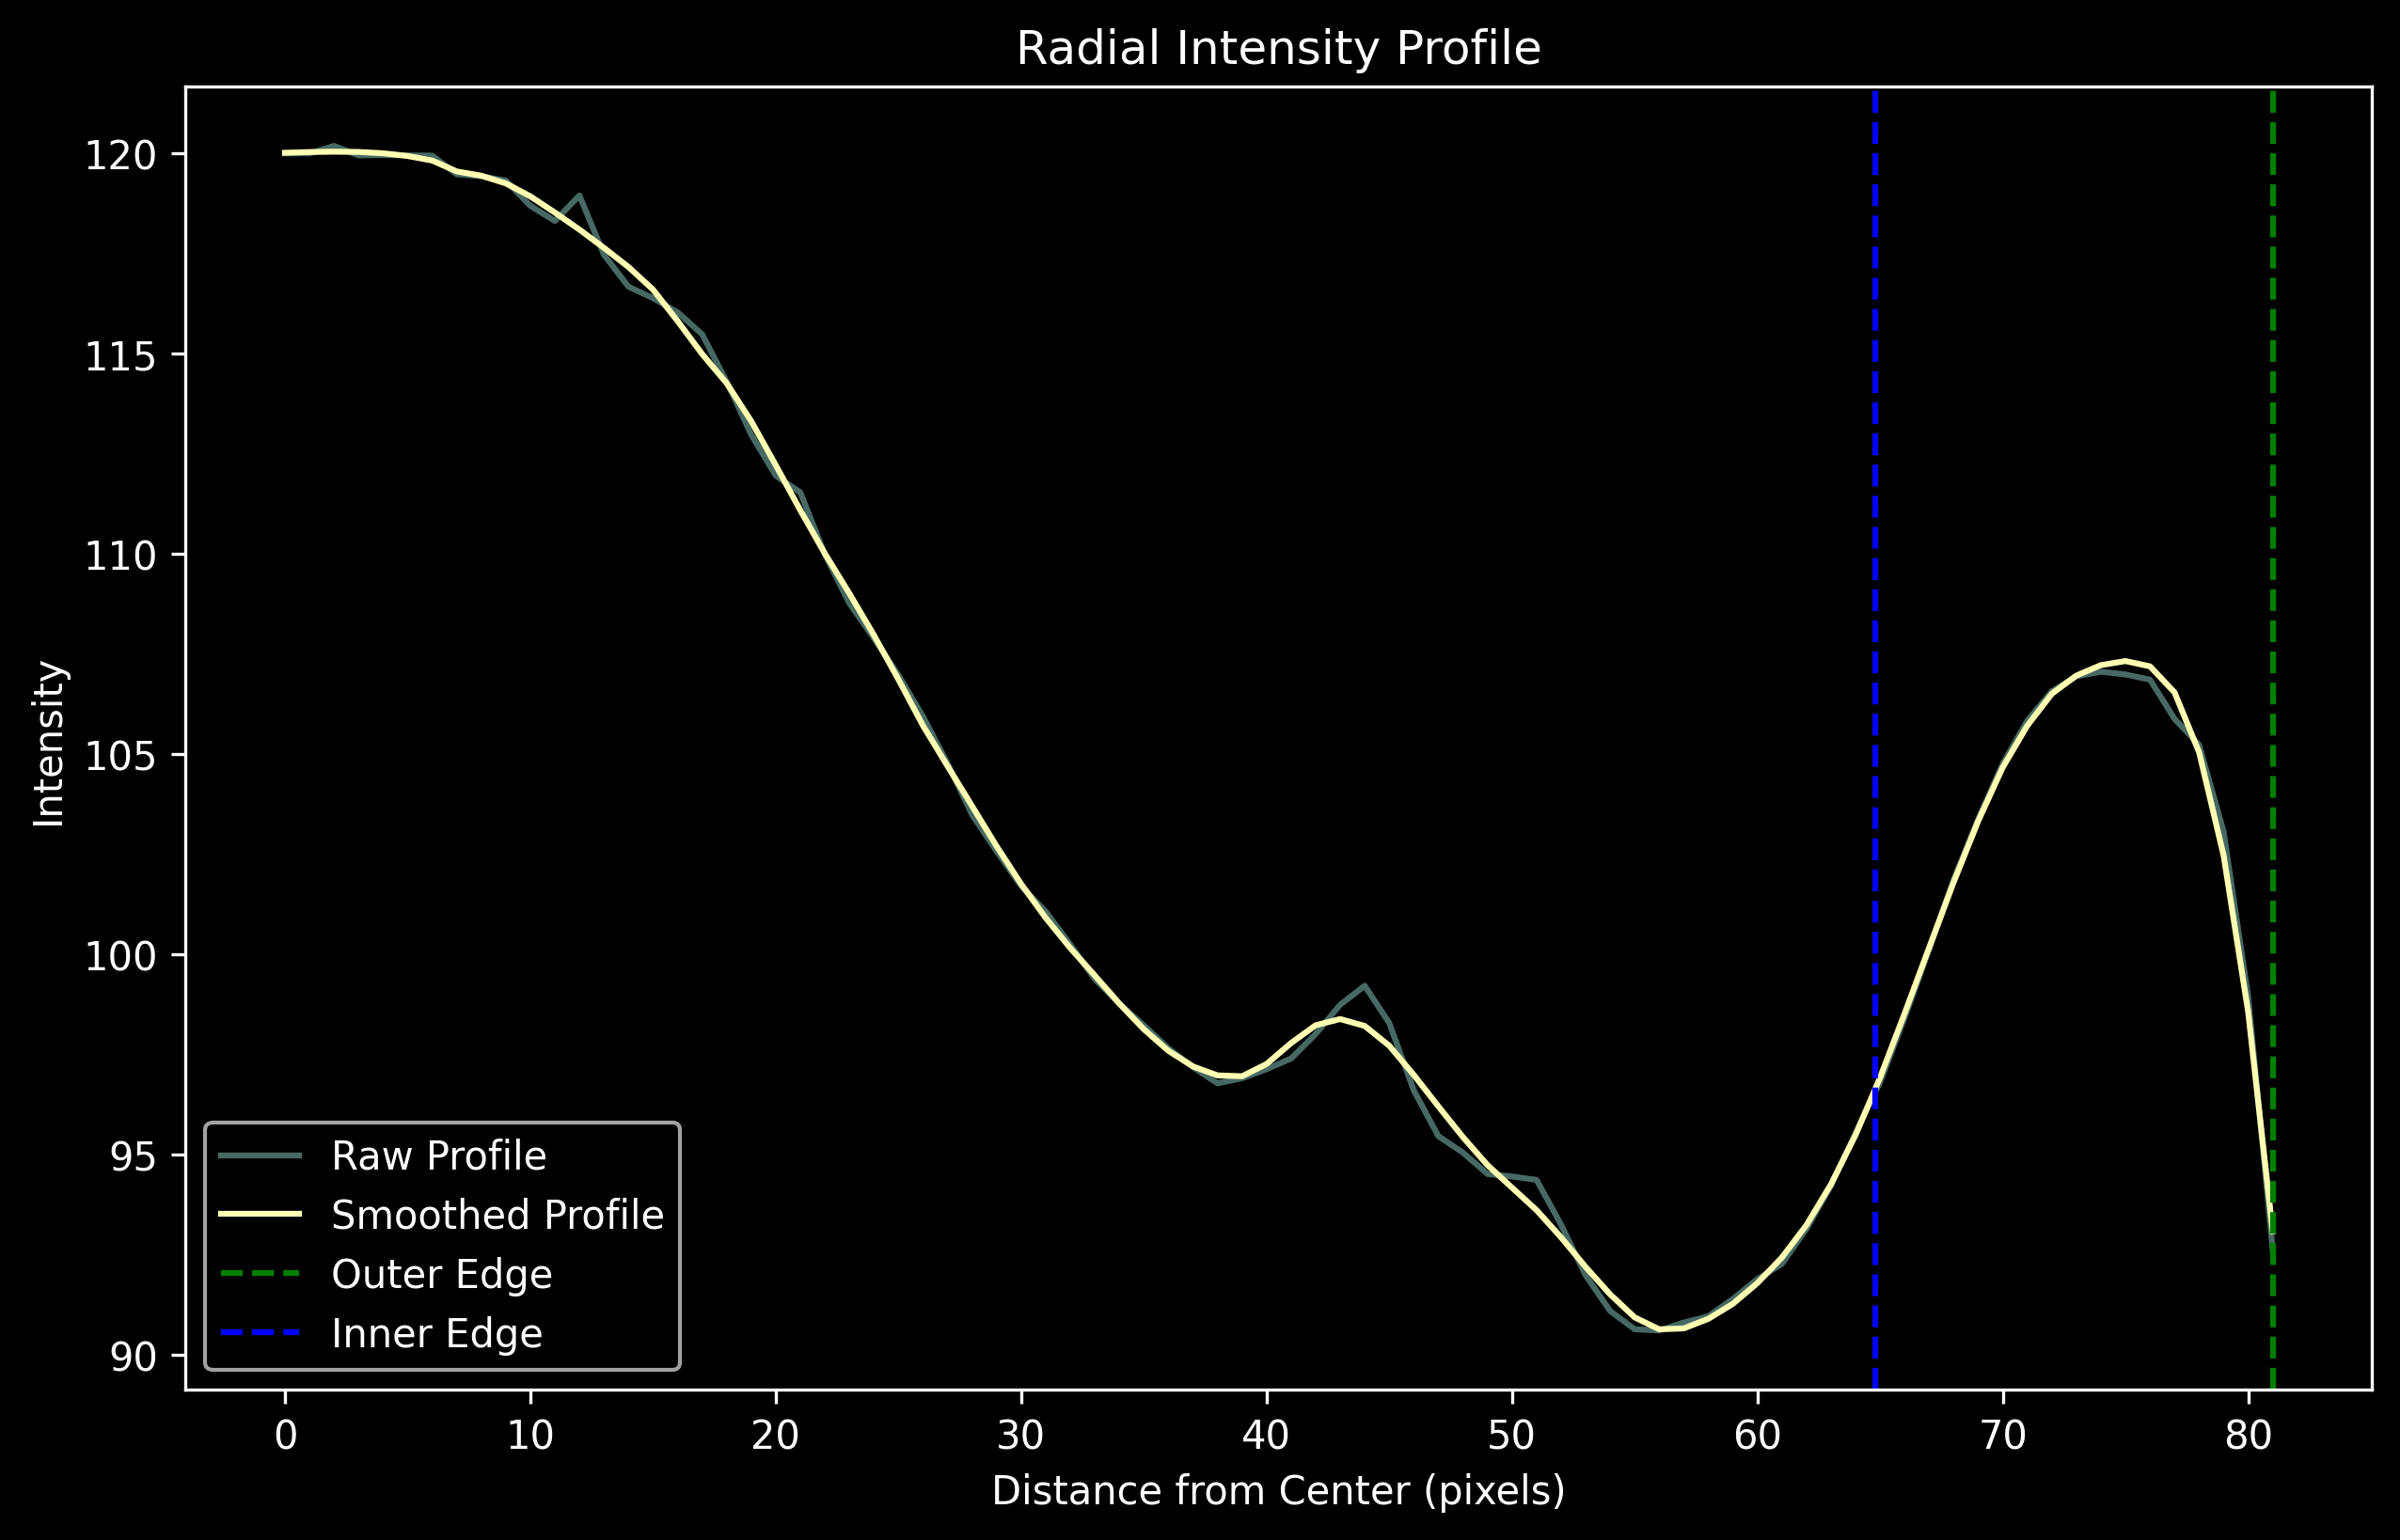 Radial Intensity Profile
Intensity
120
115
110
105
100
95
90
Raw Profile
Smoothed Profile
Outer Edge
Inner Edge
0 10 20 30 40 50 60 70 80
Distance from Center (pixels)